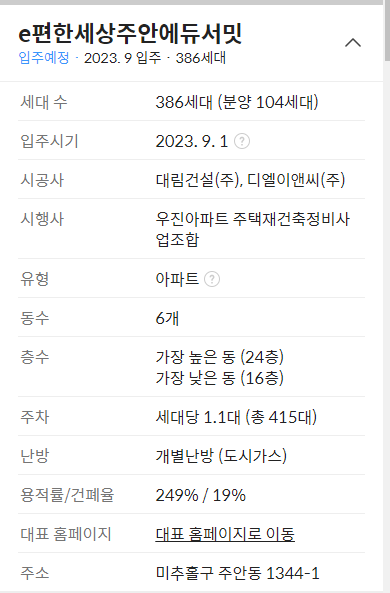 e편한세상주안에듀서밋
입주예정 · 2023. 9 입주 · 386세대
세대 수 386세대 (분양 104세대)
입주시기 2023. 9. 1 ?
시공사 대림건설(주), 디엘이앤씨(주)
시행사 우진아파트 주택재건축정비사
업조합
유형 아파트 ?
동수 6개
층수 가장 높은 동 (24층)
가장 낮은 동 (16층)
주차 세대당 1.1대 (총 415대)
난방 개별난방 (도시가스)
용적률/건폐율 249% / 19%
대표 홈페이지 대표 홈페이지로 이동
주소 미추홀구 주안동 1344-1